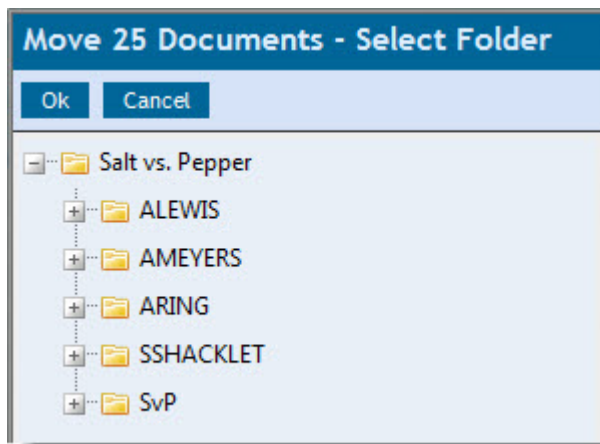 Move 25 Documents - Select Folder
Ok Cancel
Salt vs. Pepper
ALEWIS
AMEYERS
ARING
SSHACKLET
SvP